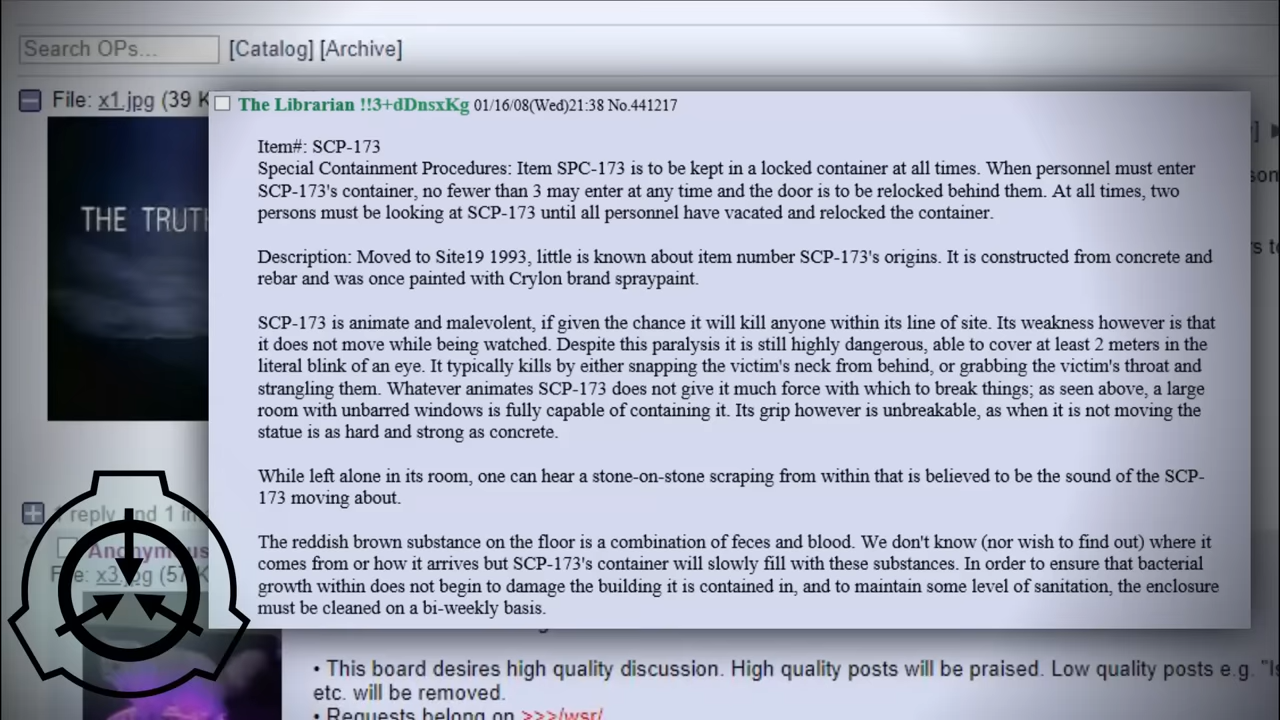 Search OPs...
[Catalog] [Archive]
File: x1.jpg (39 K
The Librarian !!3+dDnsxKg 01/16/08(Wed)21:38 No.441217
THE TRUTH
Item#: SCP-173
Special Containment Procedures: Item SPC-173 is to be kept in a locked container at all times. When personnel must enter
SCP-173's container, no fewer than 3 may enter at any time and the door is to be relocked behind them. At all times, two
persons must be looking at SCP-173 until all personnel have vacated and relocked the container.
Description: Moved to Site19 1993, little is known about item number SCP-173's origins. It is constructed from concrete and
rebar and was once painted with Crylon brand spraypaint.
SCP-173 is animate and malevolent, if given the chance it will kill anyone within its line of site. Its weakness however is that
it does not move while being watched. Despite this paralysis it is still highly dangerous, able to cover at least 2 meters in the
literal blink of an eye. It typically kills by either snapping the victim's neck from behind, or grabbing the victim's throat and
strangling them. Whatever animates SCP-173 does not give it much force with which to break things; as seen above, a large
room with unbarred windows is fully capable of containing it. Its grip however is unbreakable, as when it is not moving the
statue is as hard and strong as concrete.
While left alone in its room, one can hear a stone-on-stone scraping from within that is believed to be the sound of the SCP-
173 moving about.
The reddish brown substance on the floor is a combination of feces and blood. We don't know (nor wish to find out) where it
comes from or how it arrives but SCP-173's container will slowly fill with these substances. In order to ensure that bacterial
growth within does not begin to damage the building it is contained in, and to maintain some level of sanitation, the enclosure
must be cleaned on a bi-weekly basis.
1 reply and 1 in
Anonymous
File: x3.jpg (57 K
• This board desires high quality discussion. High quality posts will be praised. Low quality posts e.g. "Is
etc. will be removed.
• Requests belong on >>>/wsr/